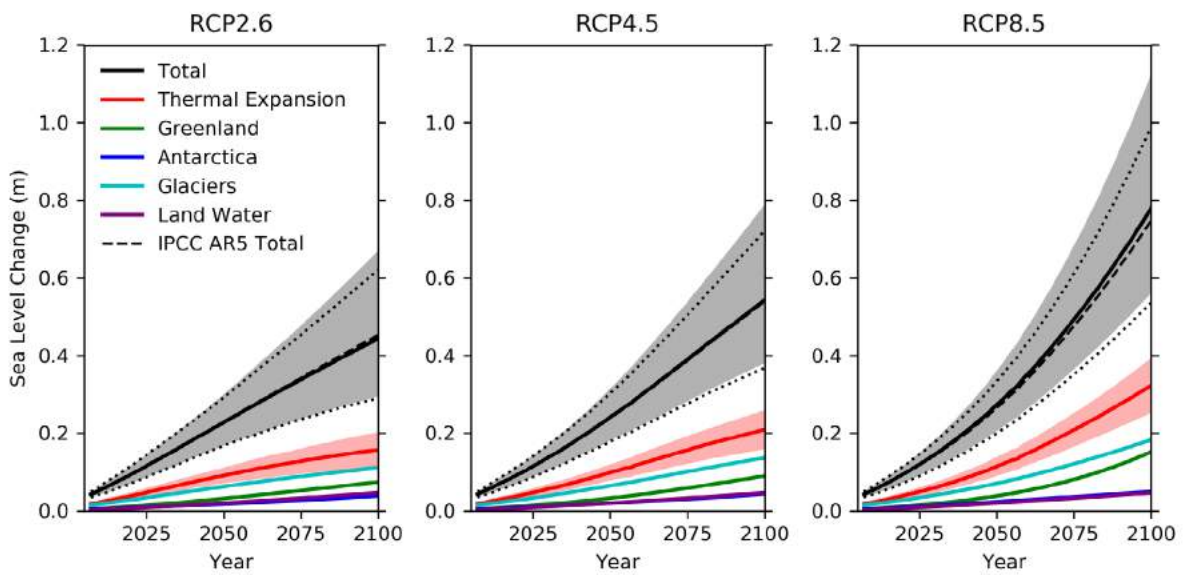 RCP2.6
RCP4.5
RCP8.5
1.2
1.0
0.8
0.6
0.4
0.2
0.0
Sea Level Change (m)
Total
Thermal Expansion
Greenland
Antarctica
Glaciers
Land Water
IPCC AR5 Total
2025
2050
2075
2100
Year
1.2
1.0
0.8
0.6
0.4
0.2
0.0
2025
2050
2075
2100
Year
1.2
1.0
0.8
0.6
0.4
0.2
0.0
2025
2050
2075
2100
Year